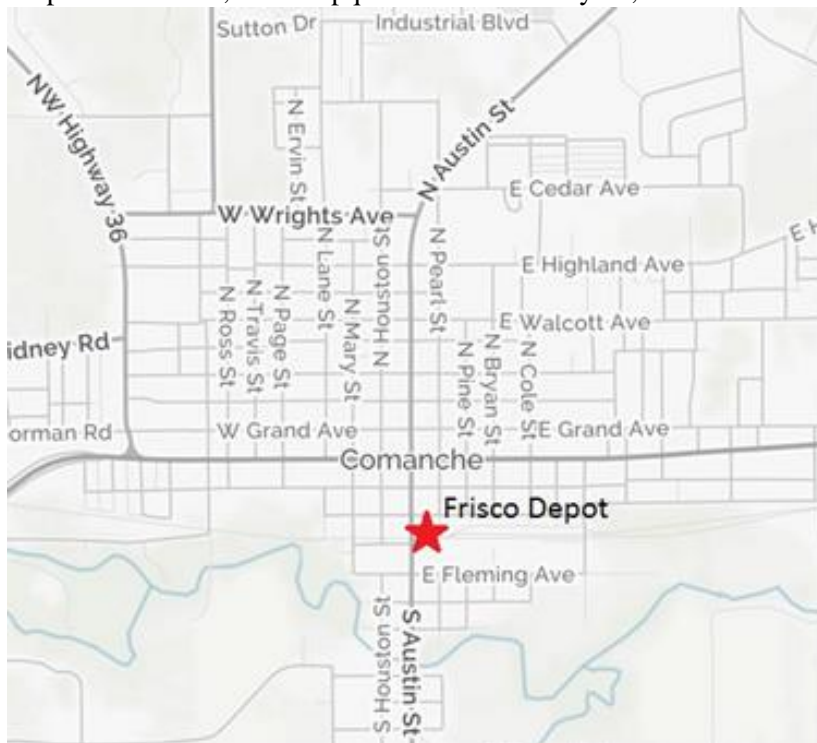 Sutton Dr
Industrial Blvd
NW Highway 36
N Ervin St
N Austin St
E Cedar Ave
W Wrights Ave
N Lane St
N Houston St
N Pearl St
E Highland Ave
N Ross St
N Travis St
N Page St
N Mary St
E Walcott Ave
idney Rd
N Pine St
N Bryan St
N Cole St
orman Rd
W Grand Ave
E Grand Ave
Comanche
Frisco Depot
E Fleming Ave
S Houston St
S Austin St